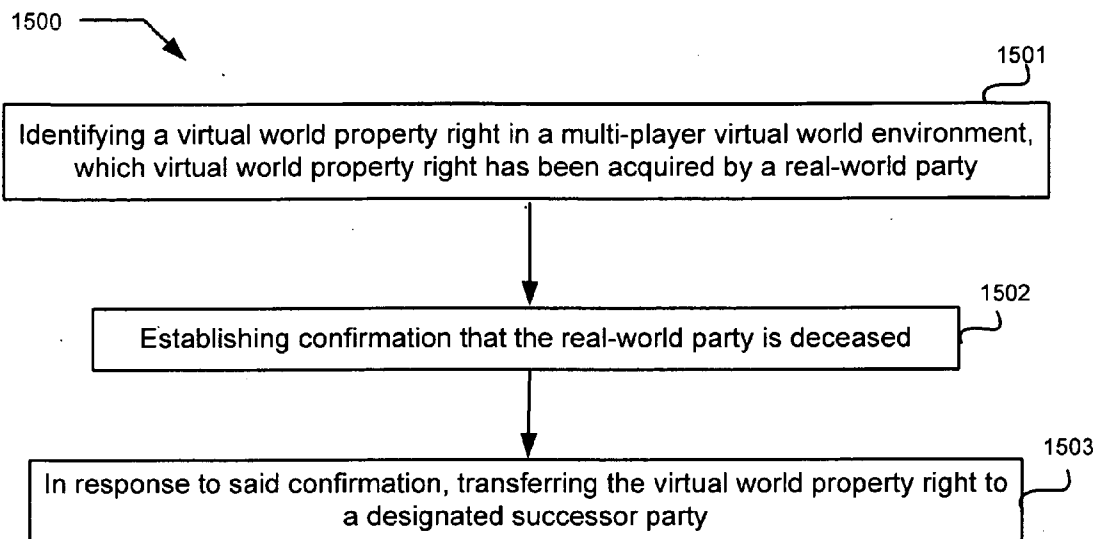 1500
1501
Identifying a virtual world property right in a multi-player virtual world environment,
which virtual world property right has been acquired by a real-world party
1502
Establishing confirmation that the real-world party is deceased
1503
In response to said confirmation, transferring the virtual world property right to
a designated successor party